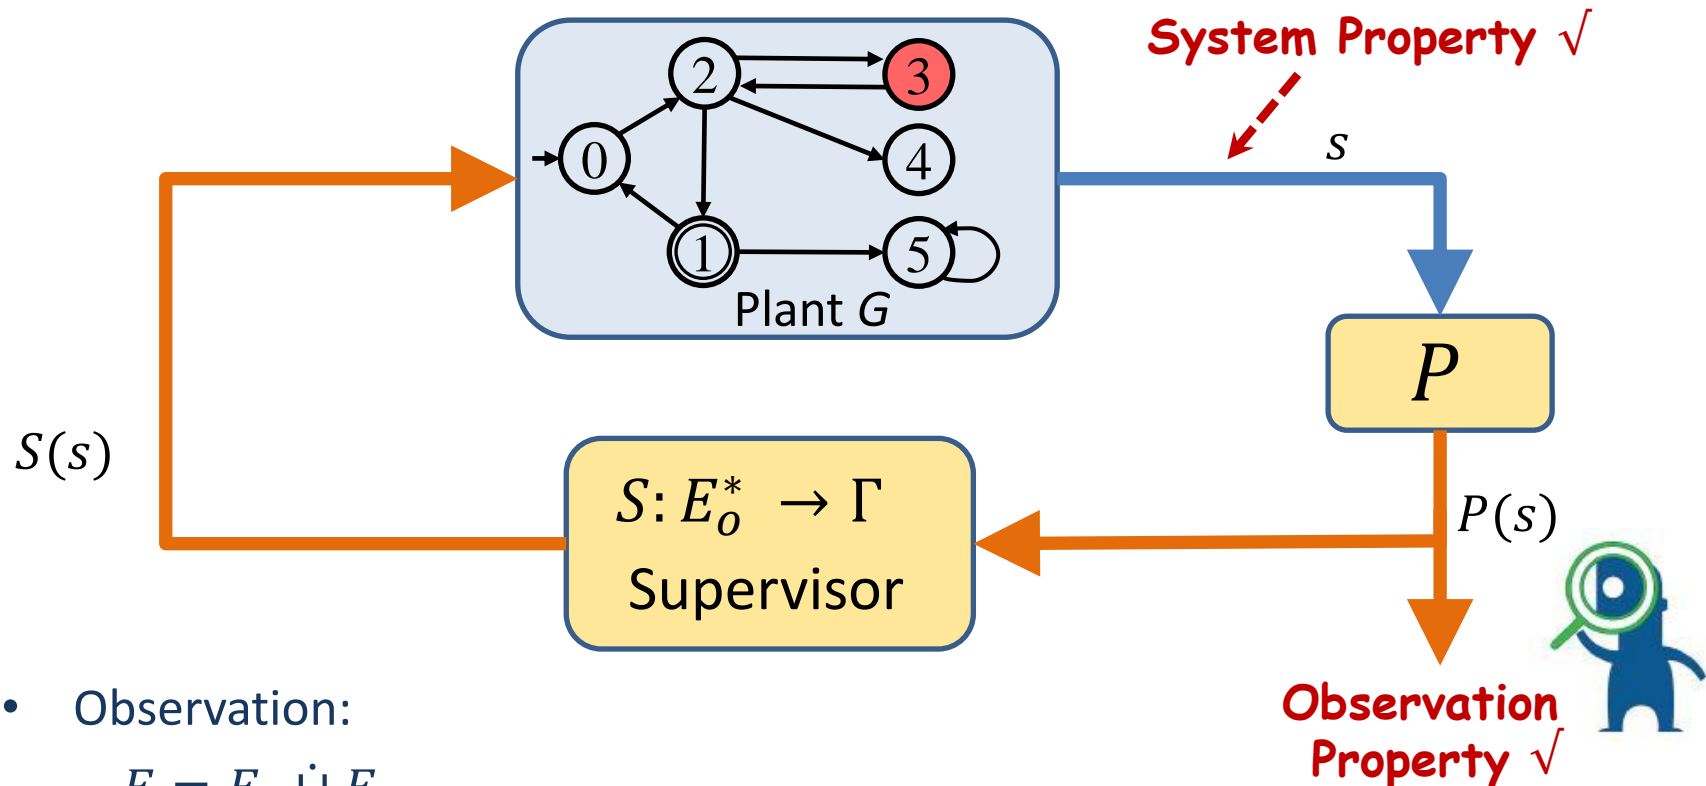 System Property √
2
3
0
4
1
5
Plant G
s
P
S(s)
S: E_o^* → Γ
Supervisor
P(s)
• Observation:
Observation
Property √